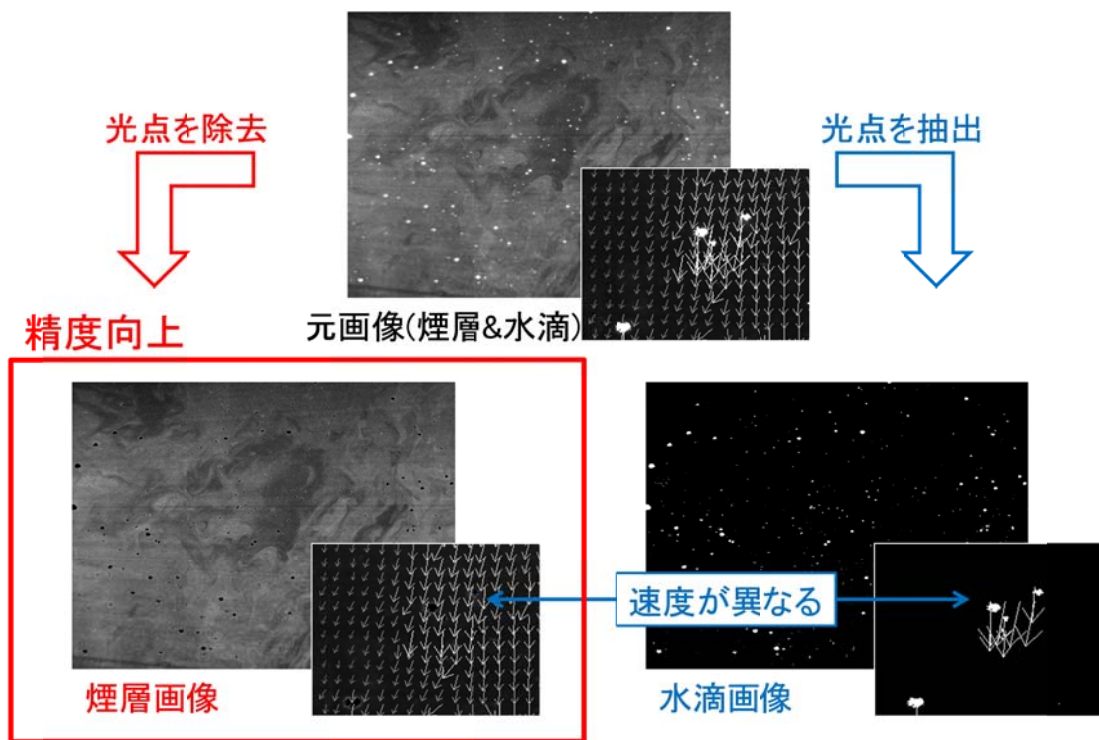 光点を除去
光点を抽出
元画像(煙層&水滴)
精度向上
速度が異なる
煙層画像
水滴画像